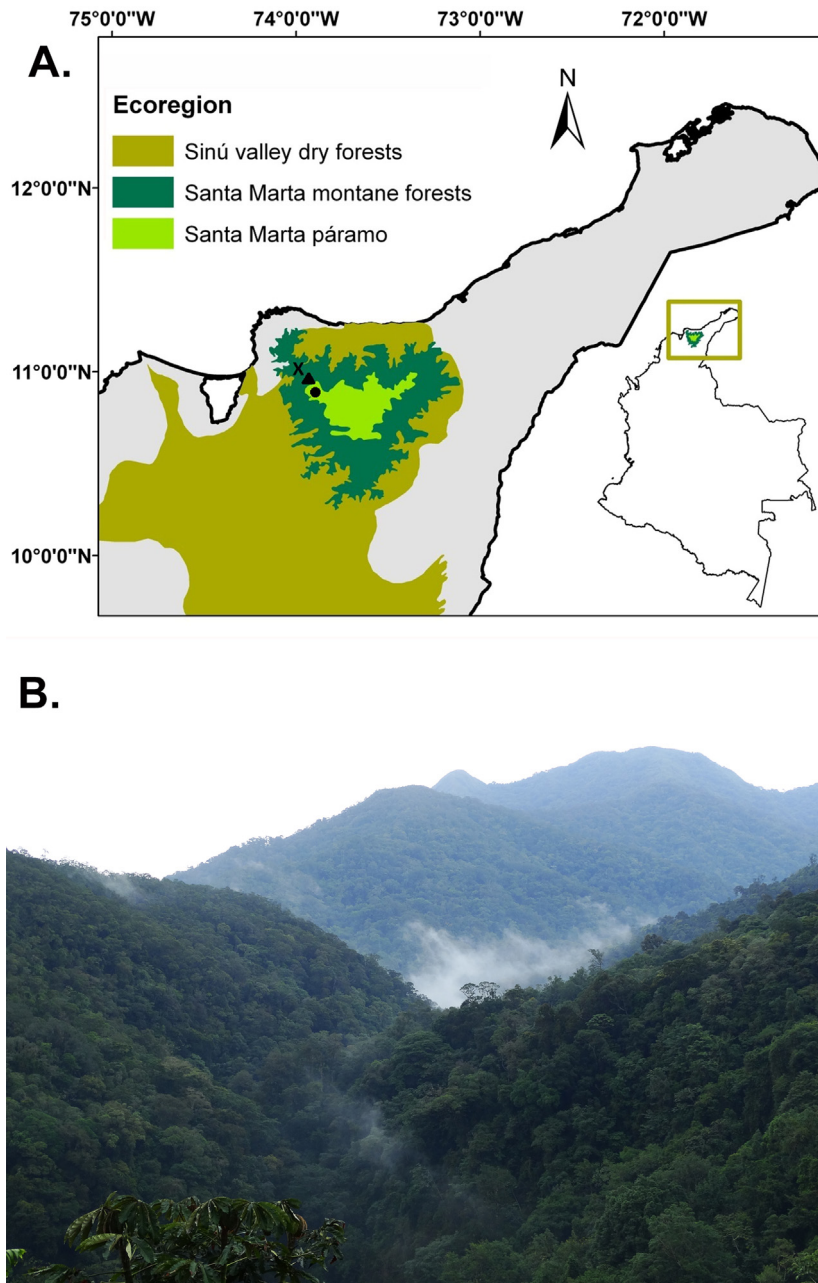 75°0'0"W 74°0'0"W 73°0'0"W 72°0'0"W
A.
N
Ecoregion
Sinú valley dry forests
12°0'0"N
Santa Marta montane forests
Santa Marta páramo
11°0'0"N
X
10°0'0"N
B.